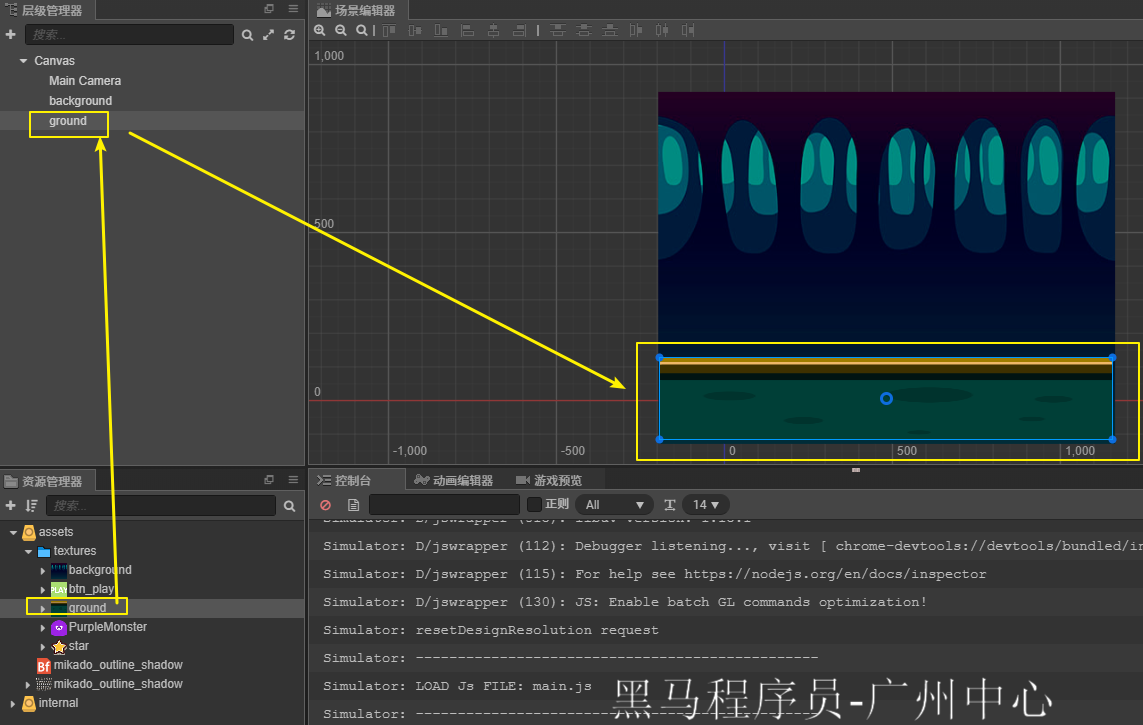 层级管理器
搜索...
Canvas
Main Camera
background
ground
场景编辑器
1,000
500
0
-1,000
-500
0
500
1,000
资源管理器
搜索...
assets
textures
background
PLAY
btn_play
ground
PurpleMonster
star
Bf
mikado_outline_shadow
mikado_outline_shadow
internal
控制台
动画编辑器
游戏预览
正则
All
14
Simulator: D/jswrapper
Simulator: D/jswrapper (112): Debugger listening..., visit [ chrome-devtools://devtools/bundled/in
Simulator: D/jswrapper (115): For help see https://nodejs.org/en/docs/inspector
Simulator: D/jswrapper (130): JS: Enable batch GL commands optimization!
Simulator: resetDesignResolution request
Simulator: ----------------------------------------------
Simulator: LOAD Js FILE: main.js
Simulator: ----------------------------------------------
黑马程序员-广州中心